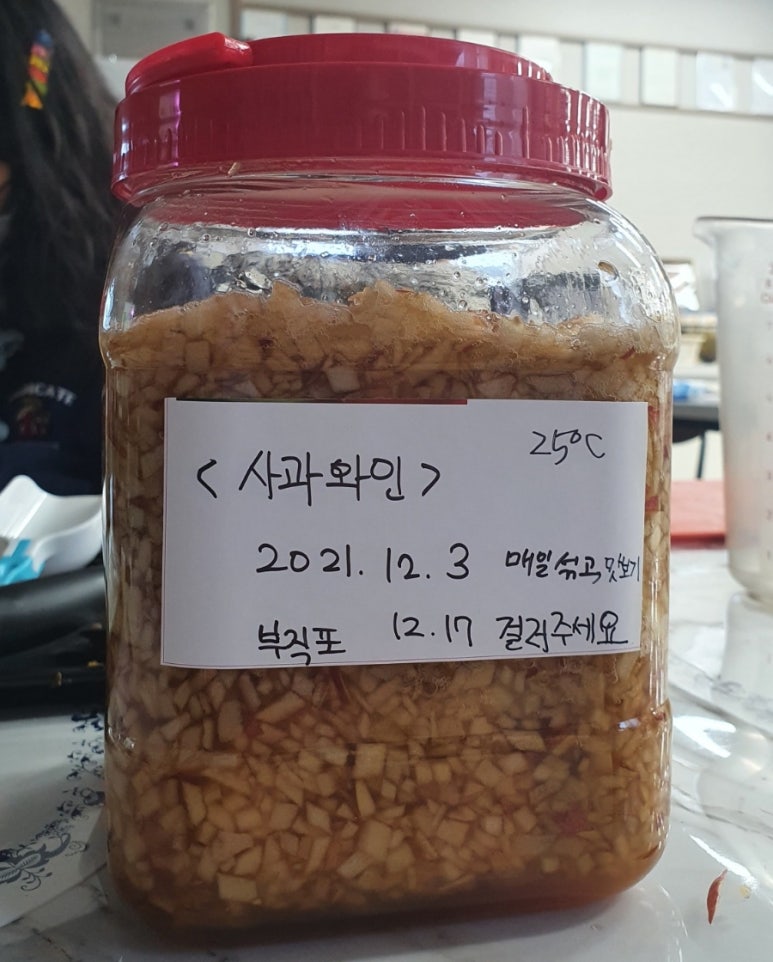 25°C
<사과와인>
2021. 12. 3 매일 섞고, 맛보기
부직포 12.17 걸러주세요